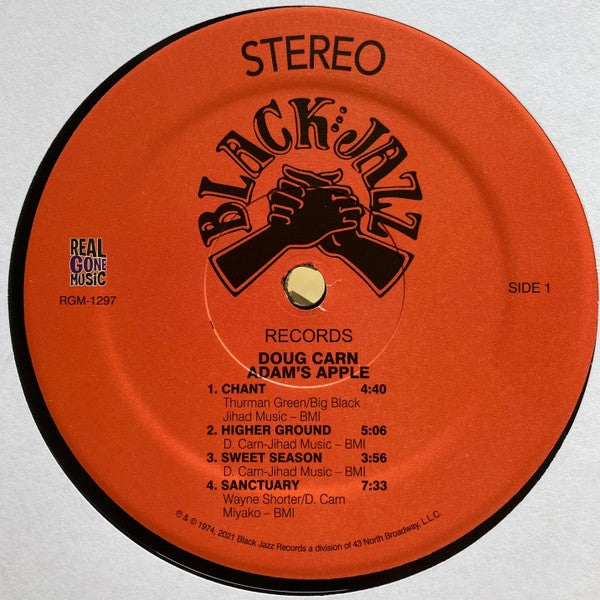 STEREO
BLACK JAZZ
REAL
GONE
MUSIC
RGM-1297
SIDE 1
RECORDS
DOUG CARN
ADAM'S APPLE
1. CHANT 4:40
Thurman Green/Big Black
Jihad Music – BMI
2. HIGHER GROUND 5:06
D. Carn-Jihad Music – BMI
3. SWEET SEASON 3:56
D. Carn-Jihad Music – BMI
4. SANCTUARY 7:33
Wayne Shorter/D. Carn
Miyako – BMI
℗ & © 1974, 2021 Black Jazz Records a division of 43 North Broadway, L.L.C.